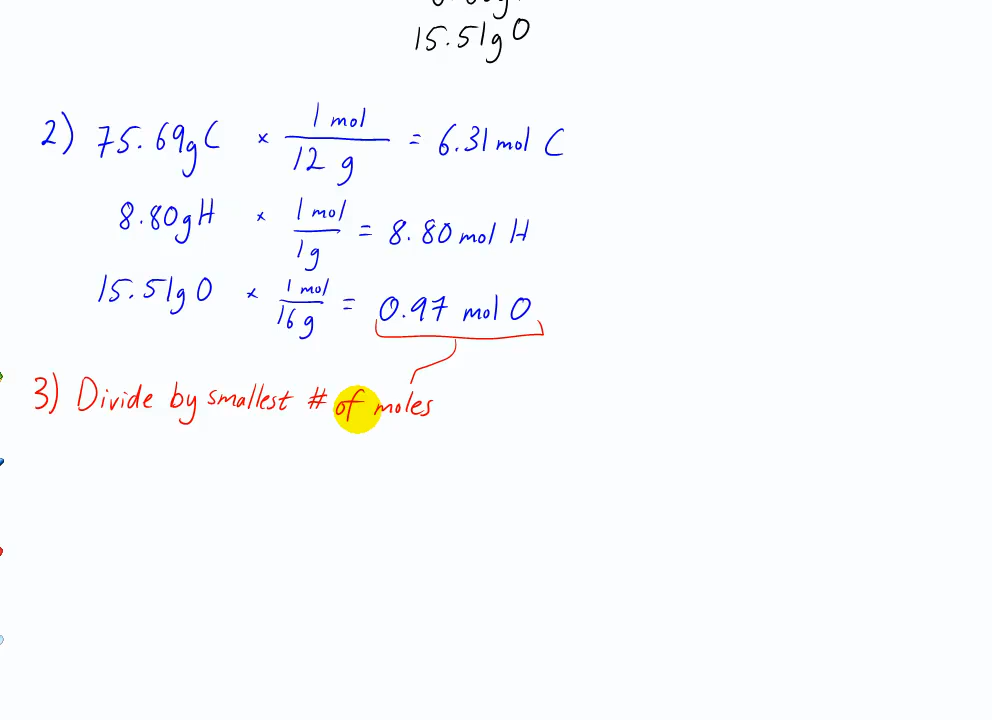 15.51g O
2) 75.69g C × 1 mol / 12 g = 6.31 mol C
8.80g H × 1 mol / 1g = 8.80 mol H
15.51g O × 1 mol / 16g = 0.97 mol O
3) Divide by smallest # of moles